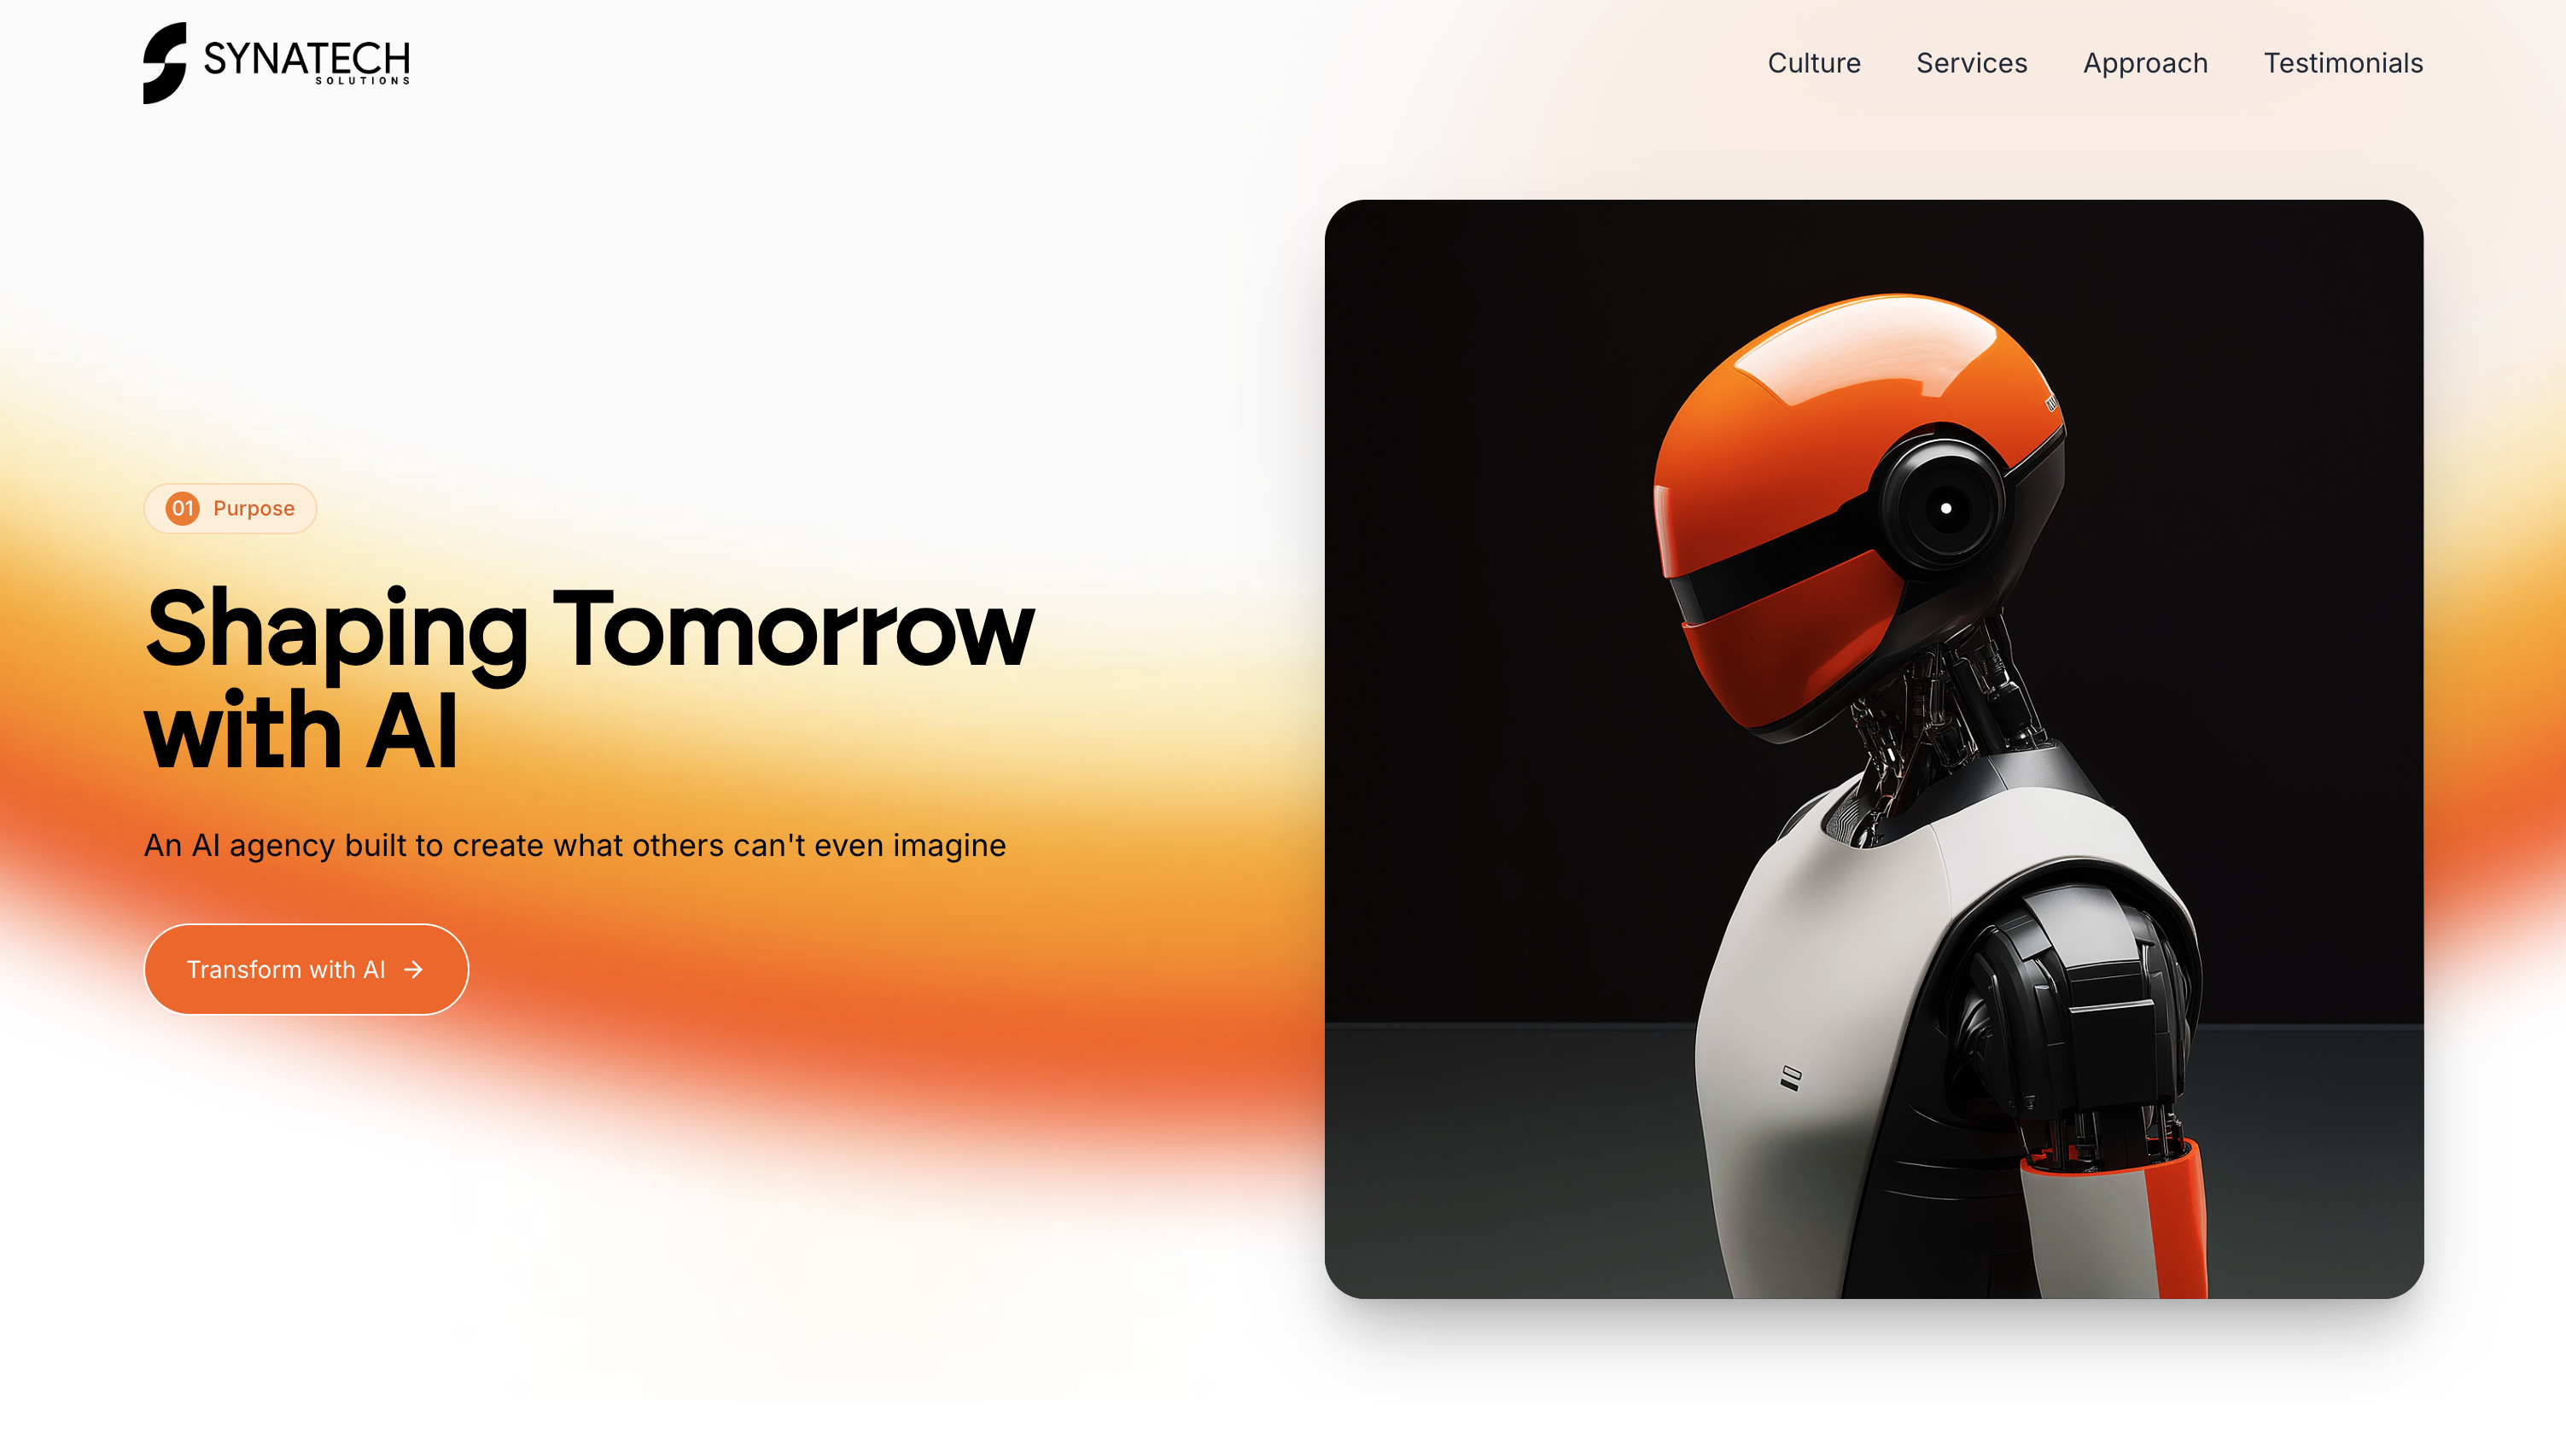 SYNATECH
SOLUTIONS
Culture Services Approach Testimonials
01 Purpose
Shaping Tomorrow
with AI
An AI agency built to create what others can't even imagine
Transform with AI →